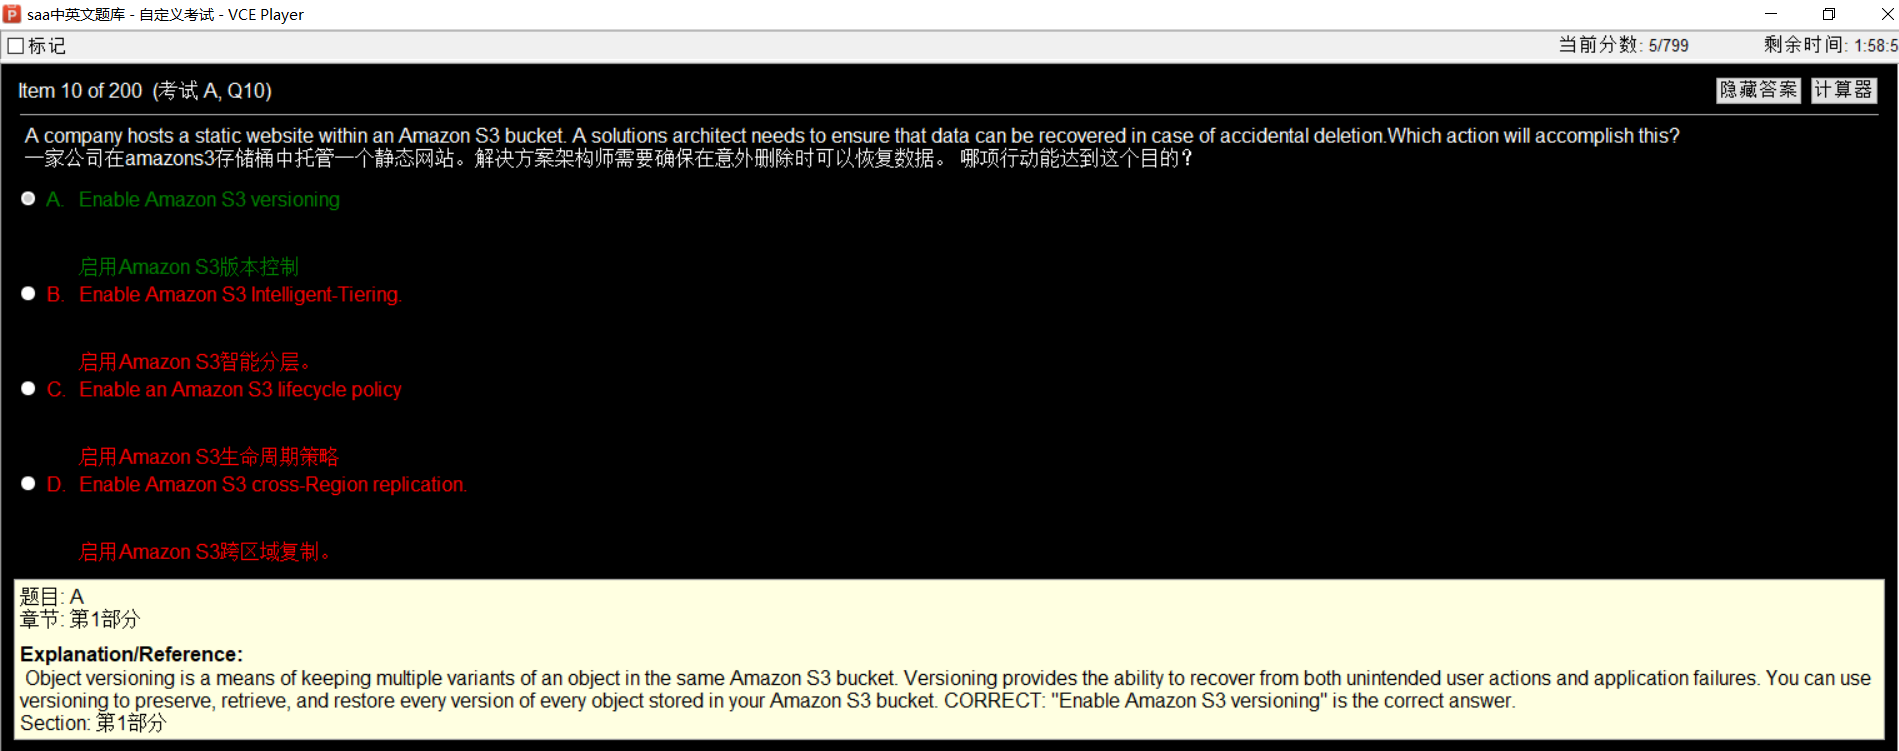 saa中英文题库 - 自定义考试 - VCE Player
标记
当前分数: 5/799
剩余时间: 1:58:5
Item 10 of 200 (考试 A, Q10)
隐藏答案
计算器
A company hosts a static website within an Amazon S3 bucket. A solutions architect needs to ensure that data can be recovered in case of accidental deletion.Which action will accomplish this?
一家公司在amazons3存储桶中托管一个静态网站。解决方案架构师需要确保在意外删除时可以恢复数据。 哪项行动能达到这个目的?
A. Enable Amazon S3 versioning
启用Amazon S3版本控制
B. Enable Amazon S3 Intelligent-Tiering.
启用Amazon S3智能分层。
C. Enable an Amazon S3 lifecycle policy
启用Amazon S3生命周期策略
D. Enable Amazon S3 cross-Region replication.
启用Amazon S3跨区域复制。
题目: A
章节: 第1部分
Explanation/Reference:
Object versioning is a means of keeping multiple variants of an object in the same Amazon S3 bucket. Versioning provides the ability to recover from both unintended user actions and application failures. You can use
versioning to preserve, retrieve, and restore every version of every object stored in your Amazon S3 bucket. CORRECT: "Enable Amazon S3 versioning" is the correct answer.
Section: 第1部分